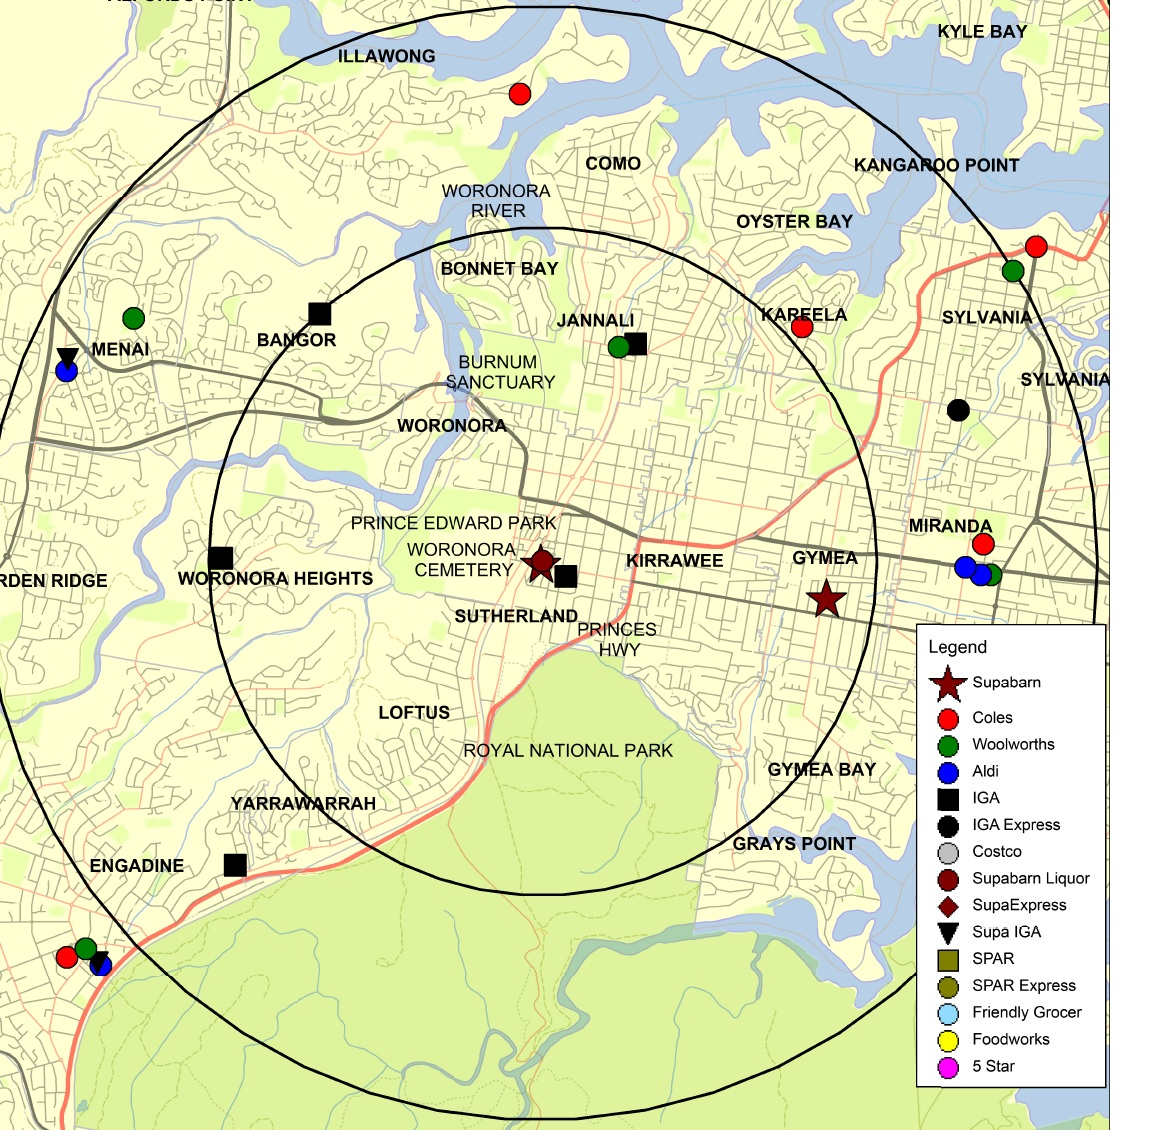 KYLE BAY
ILLAWONG
COMO
KANGAROO POINT
WORONORA
RIVER
OYSTER BAY
BONNET BAY
JANNALI
KAREELA
SYLVANIA
BANGOR
MENAI
BURNUM
SANCTUARY
SYLVANIA
WORONORA
PRINCE EDWARD PARK
MIRANDA
WORONORA
CEMETERY
KIRRAWEE
GYMEA
RDEN RIDGE
WORONORA HEIGHTS
SUTHERLAND
PRINCES
HWY
LOFTUS
ROYAL NATIONAL PARK
GYMEA BAY
YARRAWARRAH
GRAYS POINT
ENGADINE
Legend
Supabarn
Coles
Woolworths
Aldi
IGA
IGA Express
Costco
Supabarn Liquor
SupaExpress
Supa IGA
SPAR
SPAR Express
Friendly Grocer
Foodworks
5 Star